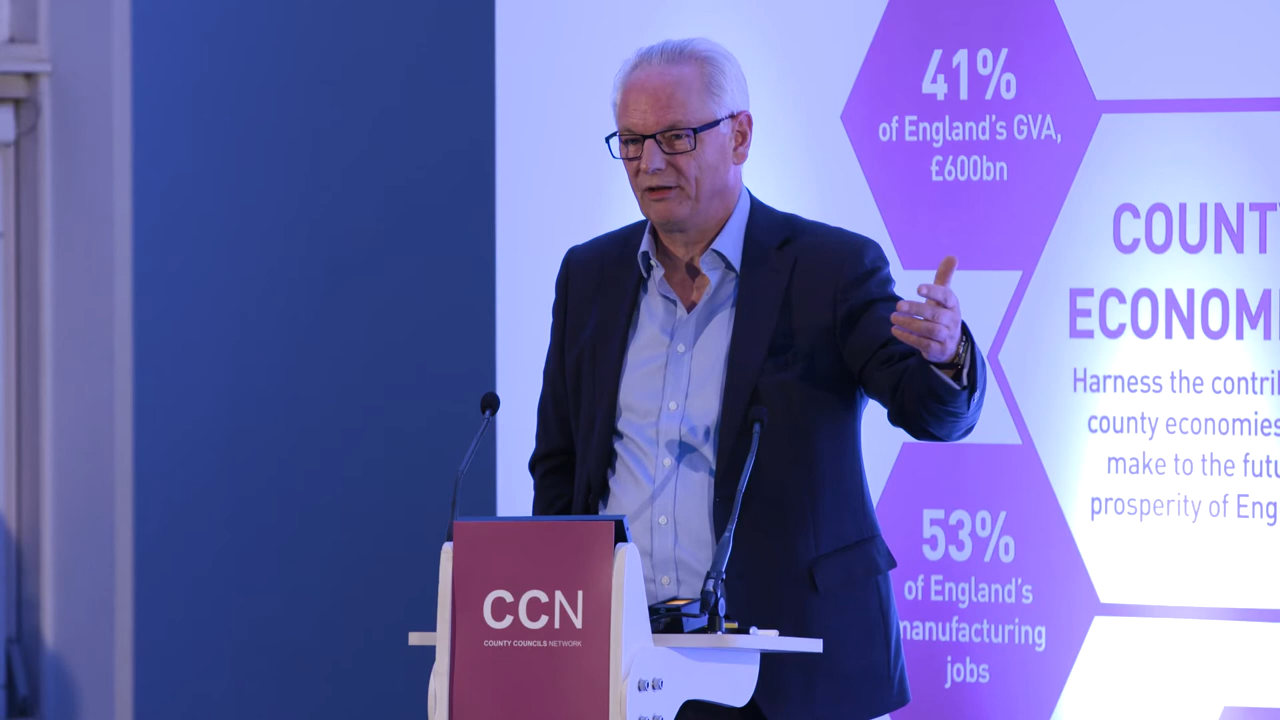 41%
of England's GVA,
£600bn
COUNTY
ECONOM
Harness the contri
county economies
make to the futu
prosperity of Eng
53%
of England's
manufacturing
jobs
CCN
COUNTY COUNCILS NETWORK